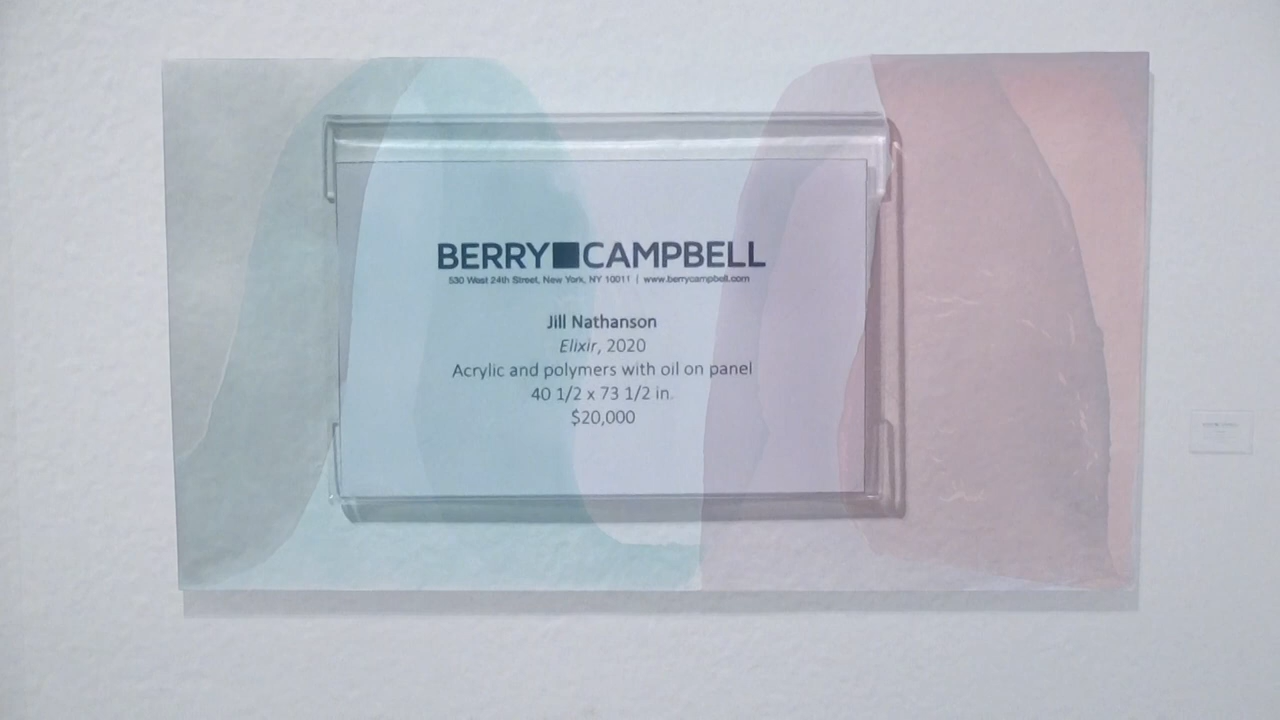 BERRY■CAMPBELL
530 West 24th Street, New York, NY 10011 | www.berrycampbell.com
Jill Nathanson
Elixir, 2020
Acrylic and polymers with oil on panel
40 1/2 x 73 1/2 in.
$20,000